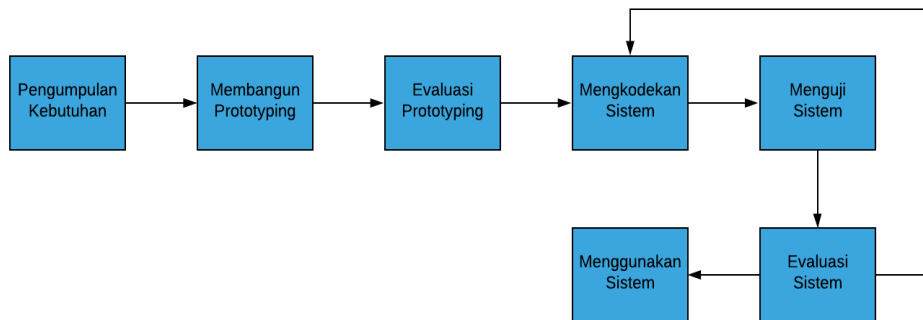 Pengumpulan
Kebutuhan
Membangun
Prototyping
Evaluasi
Prototyping
Mengkodekan
Sistem
Menguji
Sistem
Menggunakan
Sistem
Evaluasi
Sistem